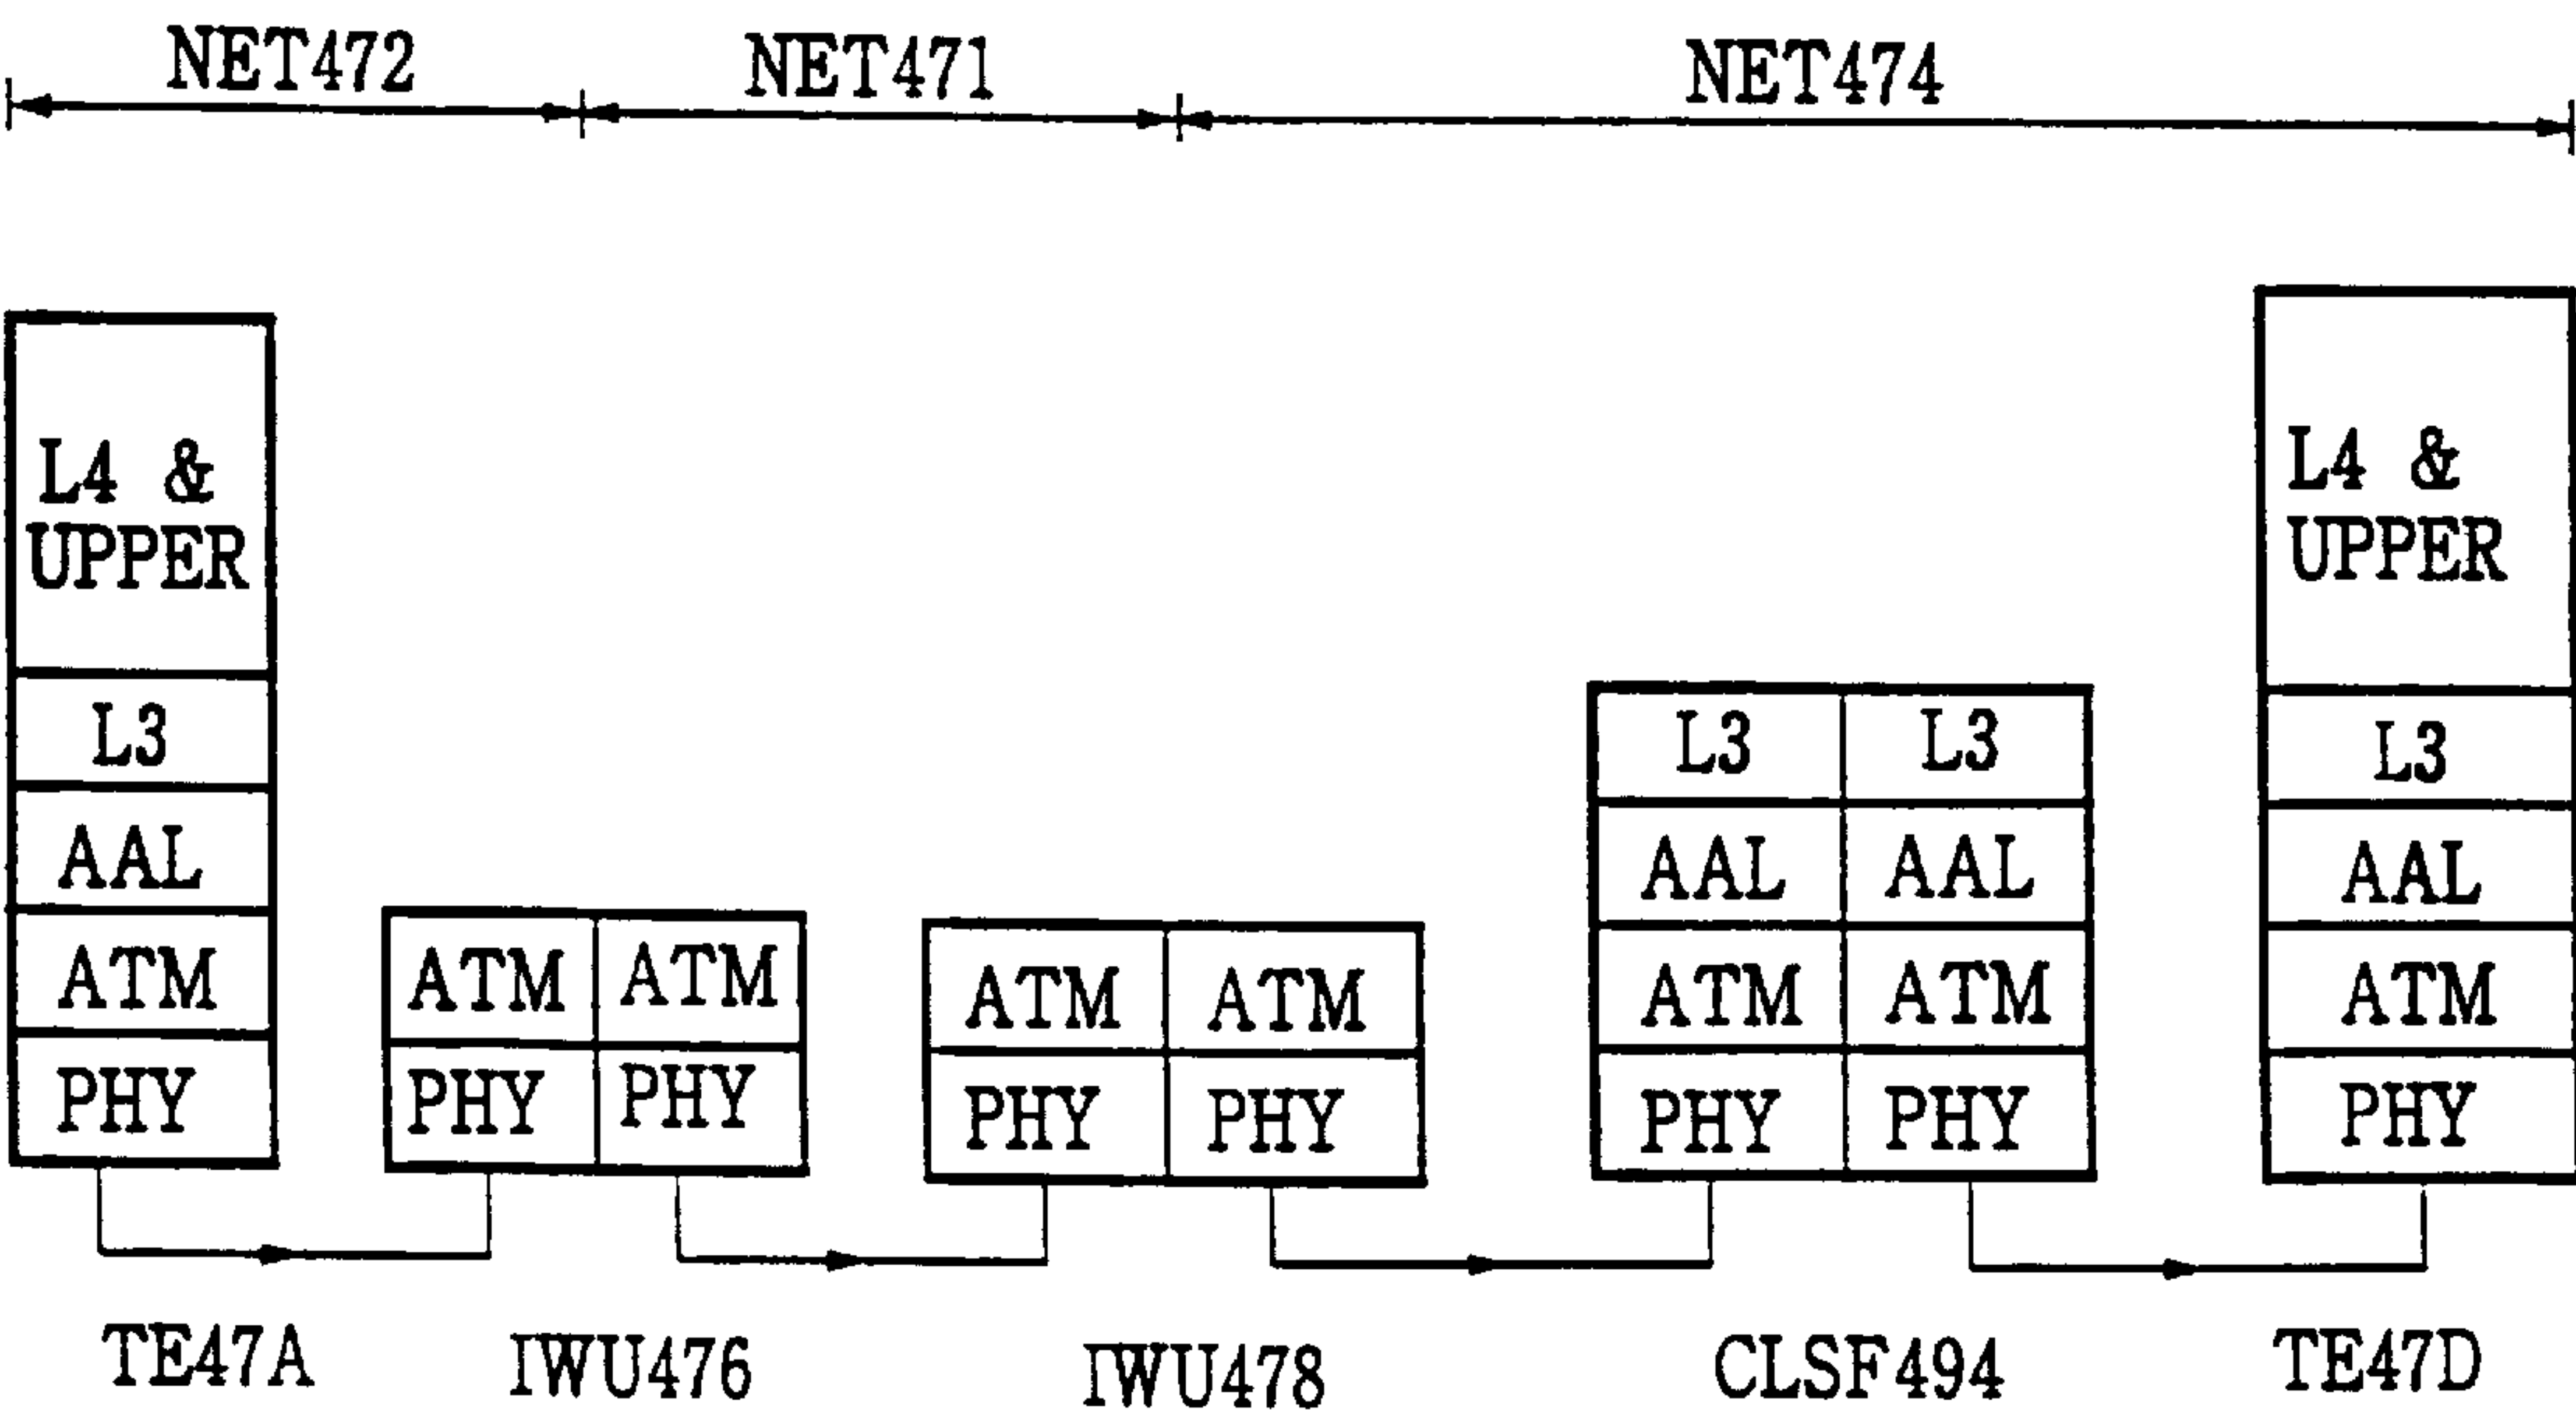 NET472 NET471 NET474
L4 &
UPPER
L3
AAL
ATM
PHY
ATM ATM
PHY PHY
ATM ATM
PHY PHY
L3 L3
AAL AAL
ATM ATM
PHY PHY
L4 &
UPPER
L3
AAL
ATM
PHY
TE47A IWU476 IWU478 CLSF494 TE47D